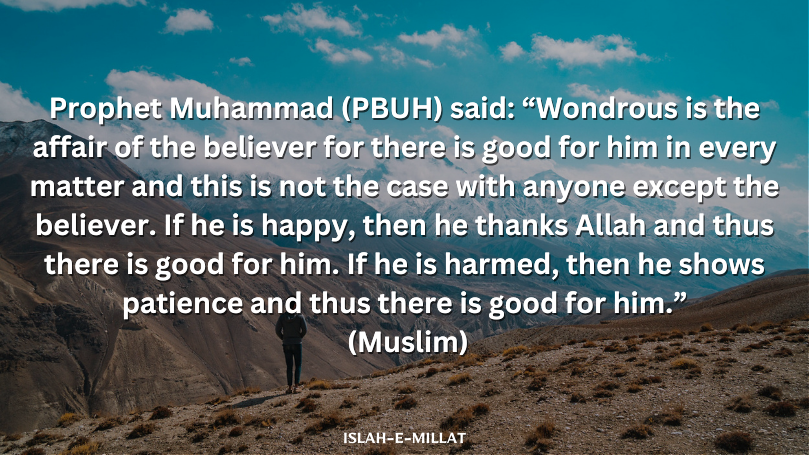 Prophet Muhammad (PBUH) said: “Wondrous is the
affair of the believer for there is good for him in every
matter and this is not the case with anyone except the
believer. If he is happy, then he thanks Allah and thus
there is good for him. If he is harmed, then he shows
patience and thus there is good for him.”
(Muslim)
ISLAH-E-MILLAT